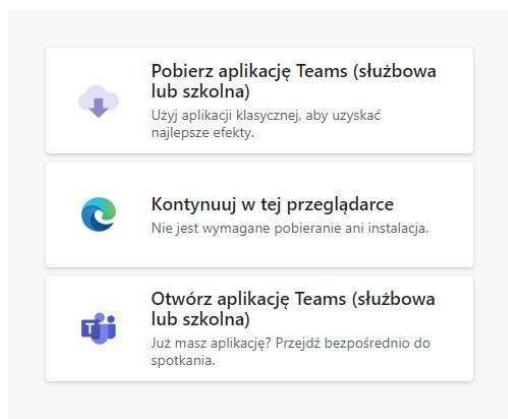 Pobierz aplikację Teams (służbowa
lub szkolna)
Użyj aplikacji klasycznej, aby uzyskać
najlepsze efekty.
Kontynuuj w tej przeglądarce
Nie jest wymagane pobieranie ani instalacja.
Otwórz aplikację Teams (służbowa
lub szkolna)
Już masz aplikację? Przejdź bezpośrednio do
spotkania.